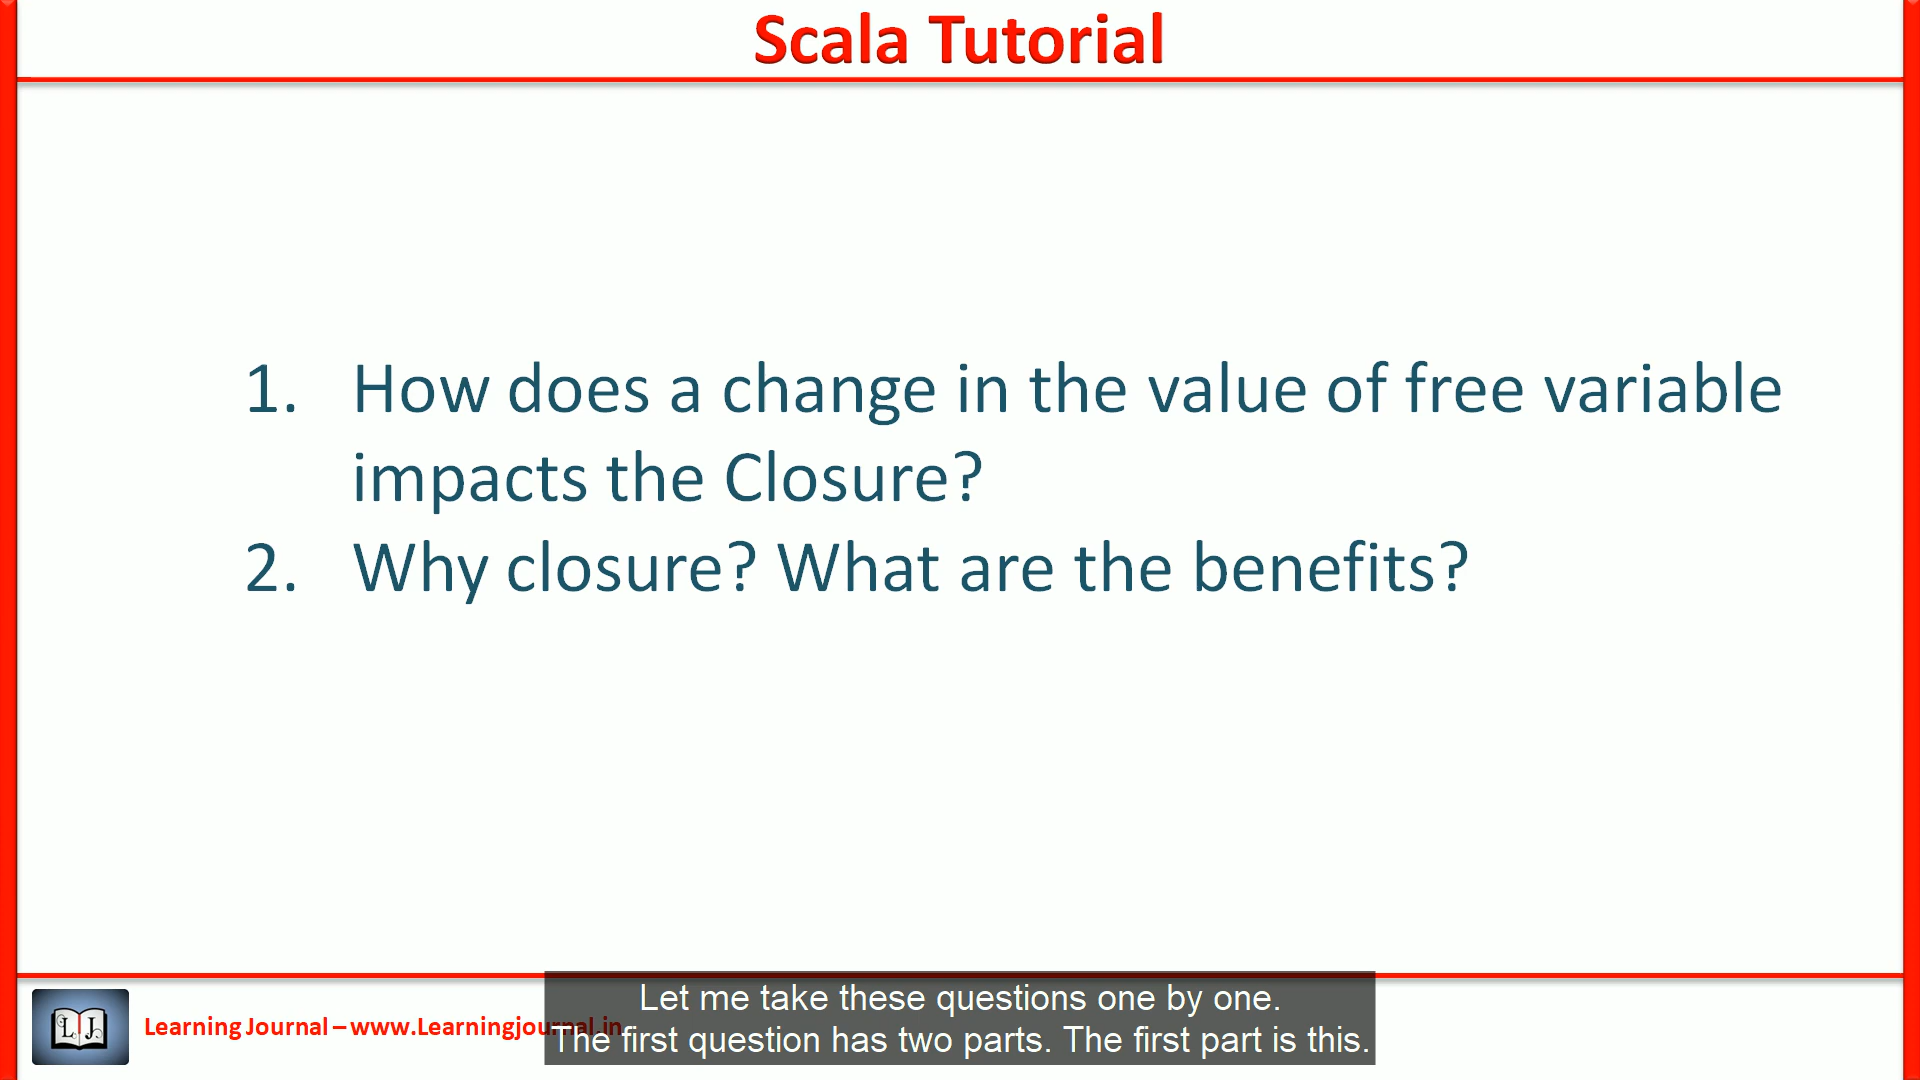 Scala Tutorial
1. How does a change in the value of free variable
impacts the Closure?
2. Why closure? What are the benefits?
LJ
Learning Journal – www.Learningjournal.in
Let me take these questions one by one.
The first question has two parts. The first part is this.